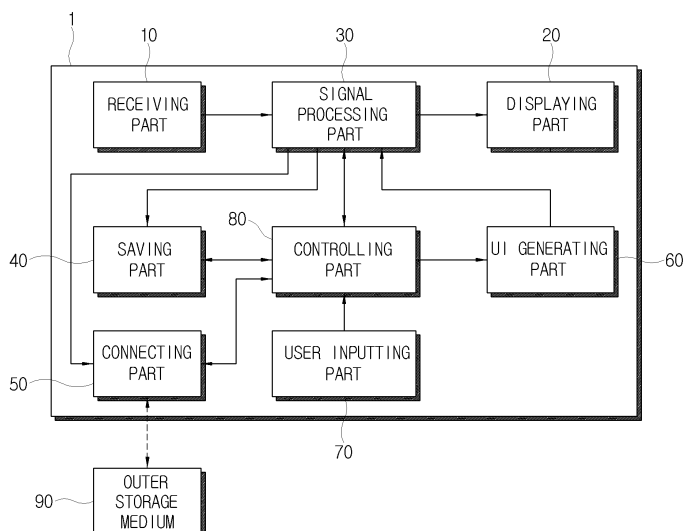 1
10
30
20
RECEIVING
PART
SIGNAL
PROCESSING
PART
DISPLAYING
PART
80
40
SAVING
PART
CONTROLLING
PART
UI GENERATING
PART
60
50
CONNECTING
PART
USER INPUTTING
PART
70
90
OUTER
STORAGE
MEDIUM